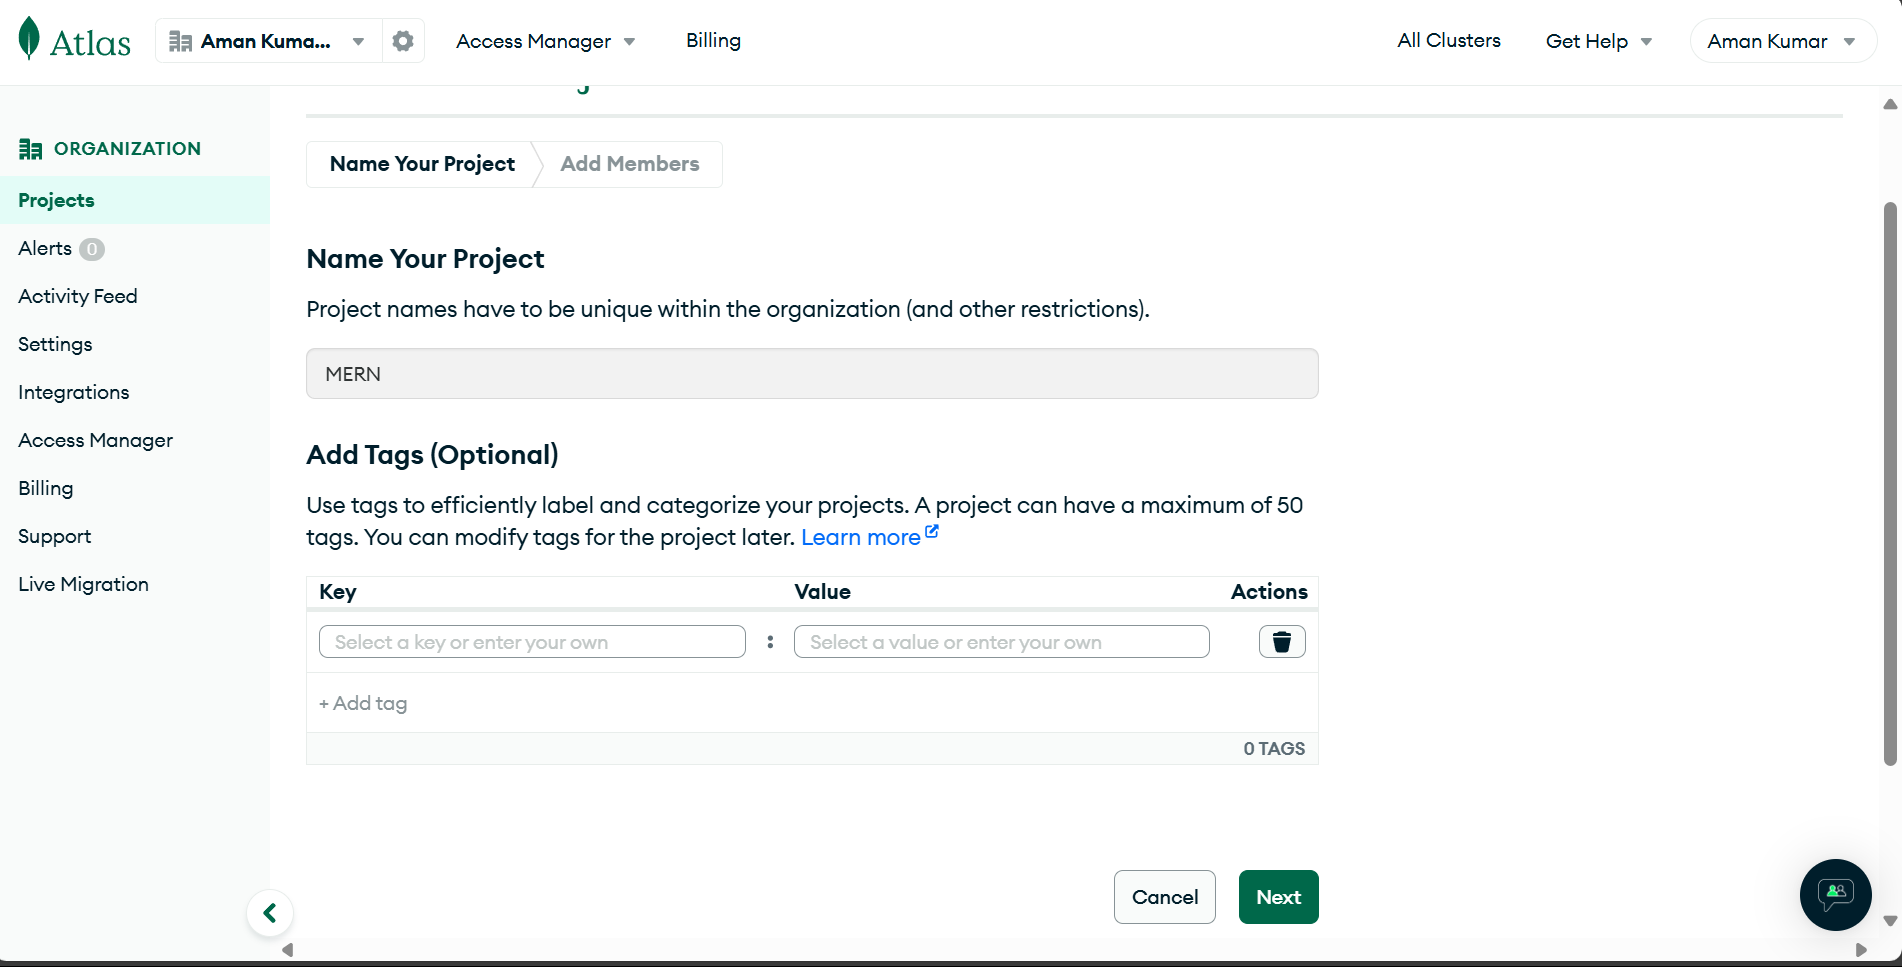 Atlas
Aman Kuma...
Access Manager
Billing
All Clusters
Get Help
Aman Kumar
ORGANIZATION
Projects
Alerts 0
Activity Feed
Settings
Integrations
Access Manager
Billing
Support
Live Migration
Name Your Project
Add Members
Name Your Project
Project names have to be unique within the organization (and other restrictions).
MERN
Add Tags (Optional)
Use tags to efficiently label and categorize your projects. A project can have a maximum of 50
tags. You can modify tags for the project later. Learn more
Key Value Actions
Select a key or enter your own : Select a value or enter your own
+ Add tag
0 TAGS
Cancel
Next